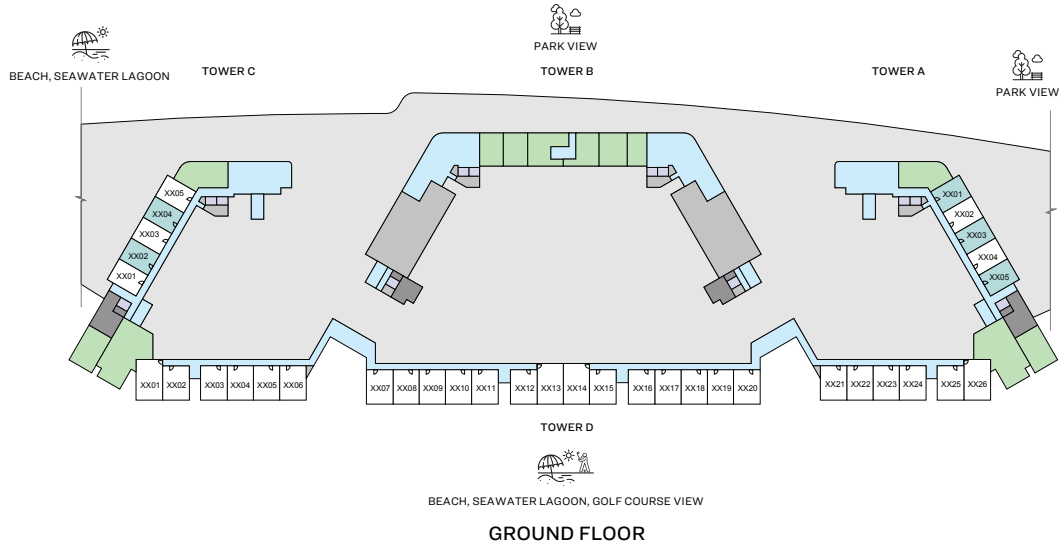 PARK VIEW
BEACH, SEAWATER LAGOON
TOWER C
TOWER B
TOWER A
PARK VIEW
XX05
XX04
XX03
XX02
XX01
XX01
XX02
XX03
XX04
XX05
XX01 XX02 XX03 XX04 XX05 XX06 XX07 XX08 XX09 XX10 XX11 XX12 XX13 XX14 XX15 XX16 XX17 XX18 XX19 XX20 XX21 XX22 XX23 XX24 XX25 XX26
TOWER D
BEACH, SEAWATER LAGOON, GOLF COURSE VIEW
GROUND FLOOR